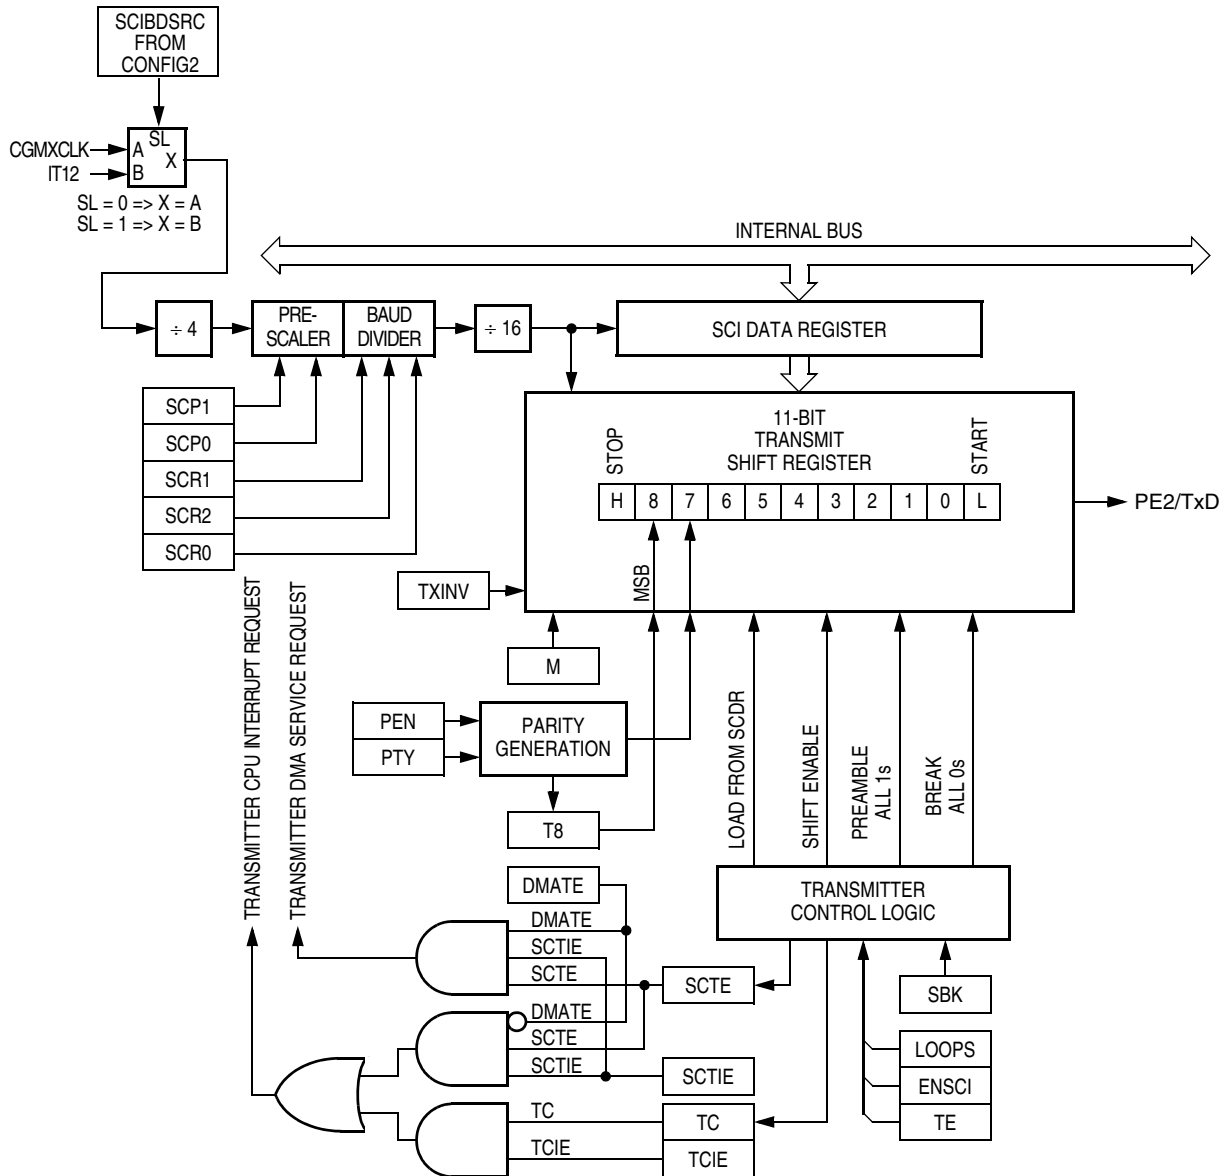 SCIBDSRC
FROM
CONFIG2
SL
CGMXCLK
A
X
IT12
B
SL = 0 => X = A
SL = 1 => X = B
INTERNAL BUS
÷ 4
PRE-
SCALER
BAUD
DIVIDER
÷ 16
SCI DATA REGISTER
SCP1
SCP0
SCR1
SCR2
SCR0
11-BIT
TRANSMIT
SHIFT REGISTER
STOP
START
H 8 7 6 5 4 3 2 1 0 L
PE2/TxD
MSB
TXINV
M
PEN
PTY
PARITY
GENERATION
T8
TRANSMITTER CPU INTERRUPT REQUEST
TRANSMITTER DMA SERVICE REQUEST
LOAD FROM SCDR
SHIFT ENABLE
PREAMBLE
ALL 1s
BREAK
ALL 0s
TRANSMITTER
CONTROL LOGIC
DMATE
DMATE
SCTIE
SCTE
SCTE
SBK
DMATE
SCTE
SCTIE
SCTIE
LOOPS
ENSCI
TE
TC
TC
TCIE
TCIE